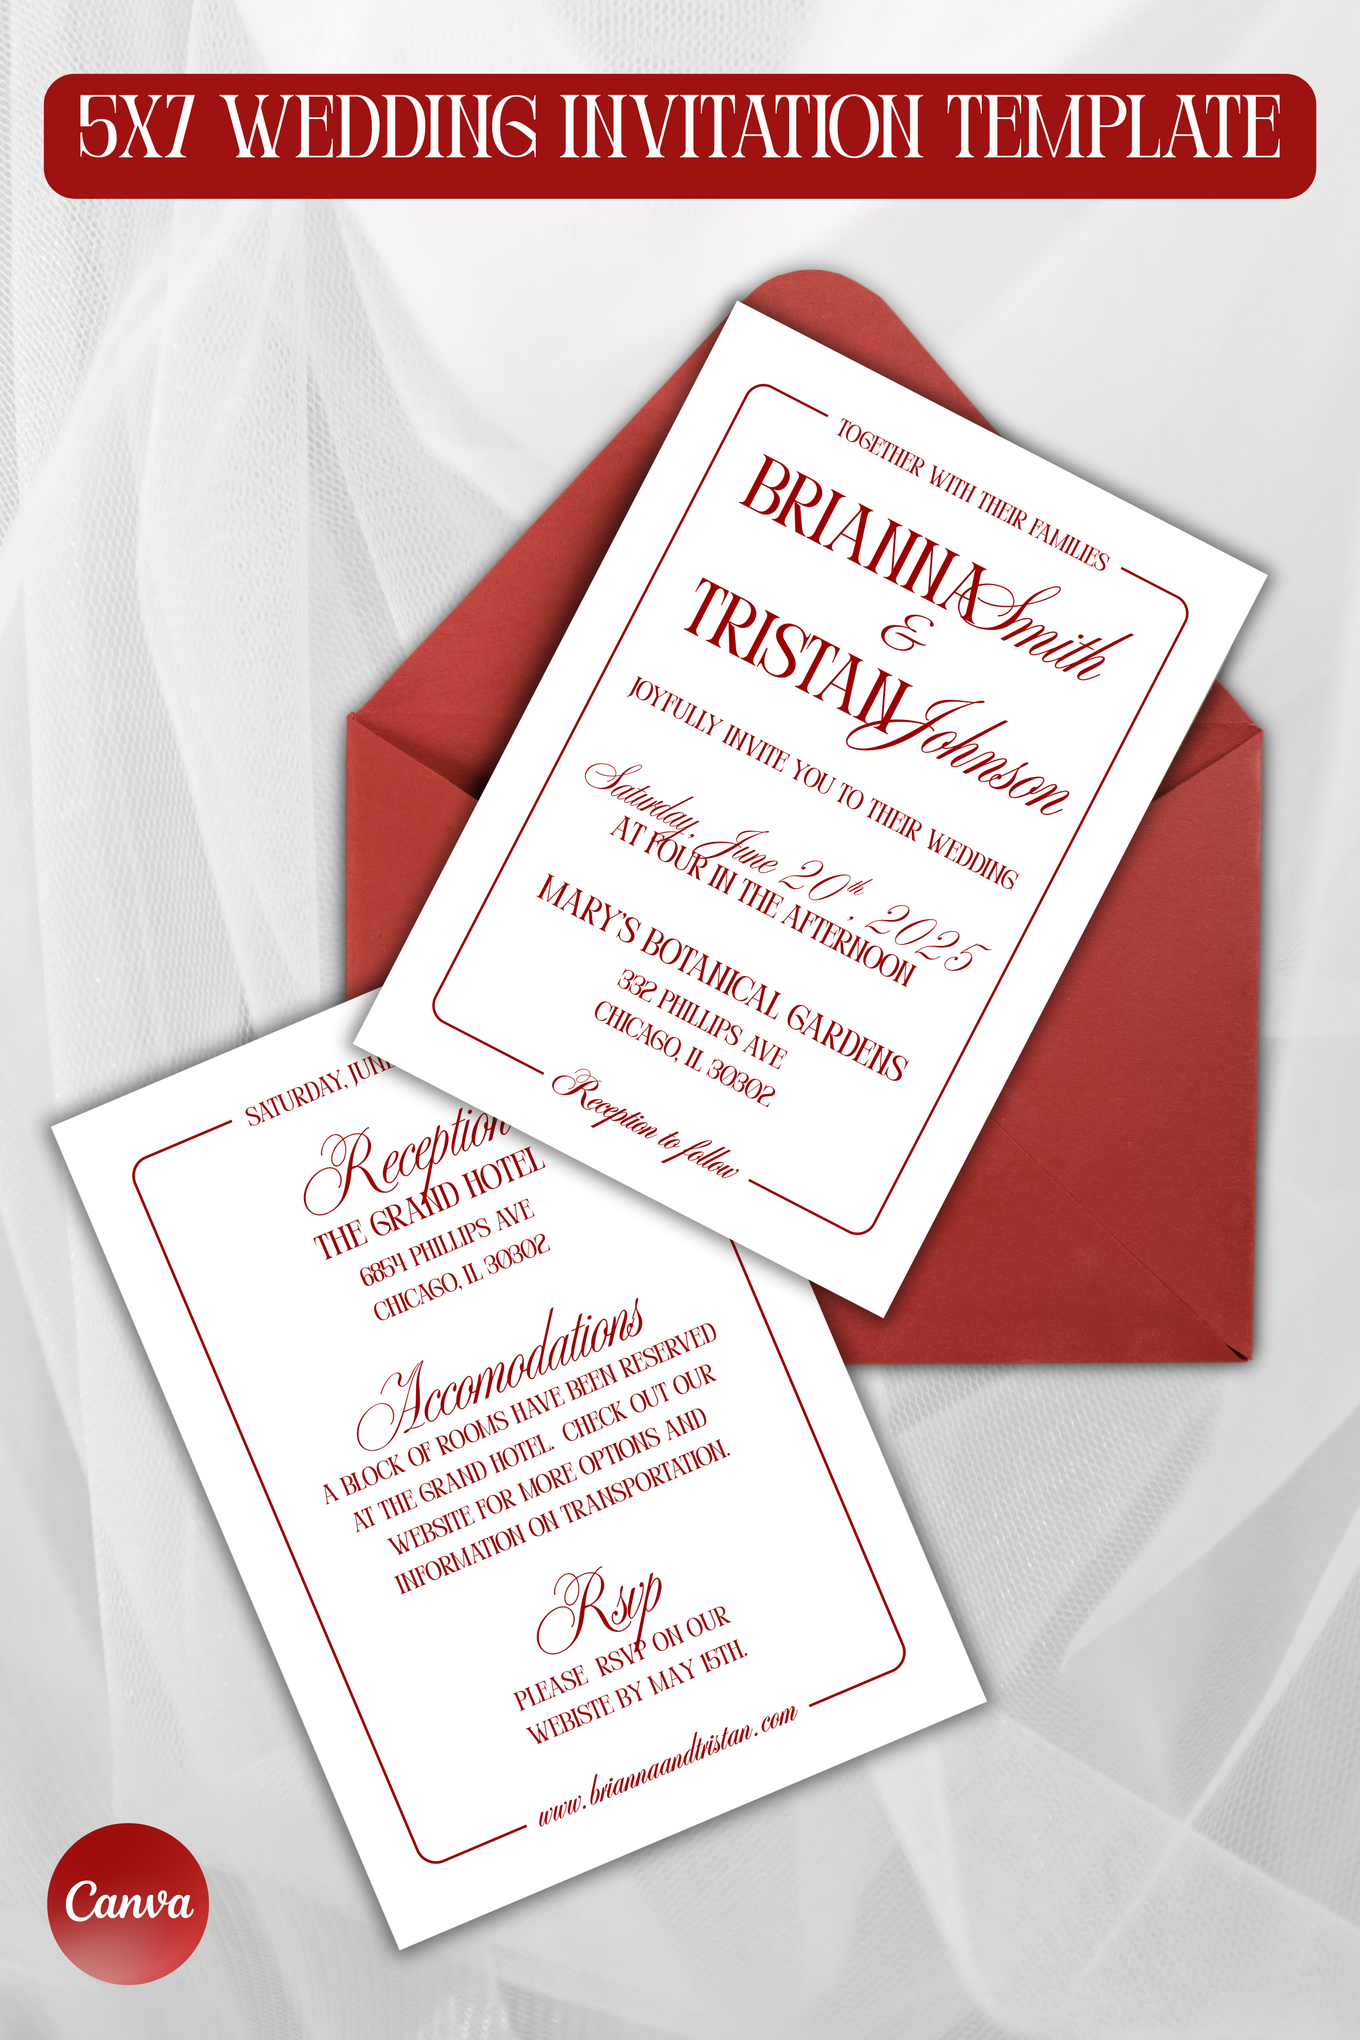 5X7 WEDDING INVITATION TEMPLATE
TOGETHER WITH THEIR FAMILIES
BRIANNA Smith
&
TRISTAN Johnson
JOYFULLY INVITE YOU TO THEIR WEDDING
Saturday, June 20th, 2025
AT FOUR IN THE AFTERNOON
MARY'S BOTANICAL GARDENS
332 PHILLIPS AVE
CHICAGO, IL 30302
Reception to follow
SATURDAY,
Reception
THE GRAND HOTEL
6854 PHILLIPS AVE
CHICAGO, IL 30302
Accomodations
A BLOCK OF ROOMS HAVE BEEN RESERVED
AT THE GRAND HOTEL. CHECK OUT OUR
WEBSITE FOR MORE OPTIONS AND
INFORMATION ON TRANSPORTATION.
Rsvp
PLEASE RSVP ON OUR
WEBISTE BY MAY 15TH.
www.briannaandtristan.com
Canva